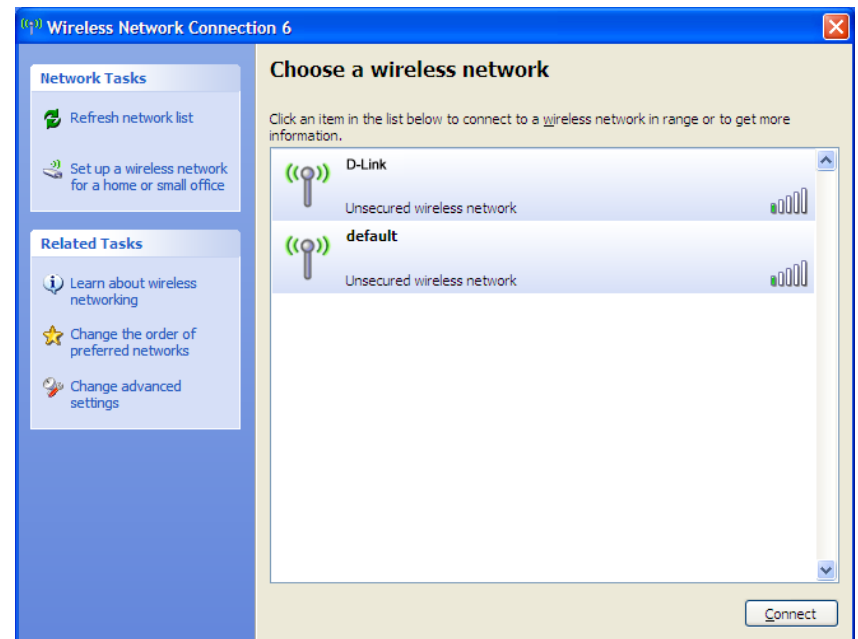 Wireless Network Connection 6
Network Tasks
Refresh network list
Set up a wireless network
for a home or small office
Related Tasks
Learn about wireless
networking
Change the order of
preferred networks
Change advanced
settings
Choose a wireless network
Click an item in the list below to connect to a wireless network in range or to get more
information.
D-Link
Unsecured wireless network
default
Unsecured wireless network
Connect